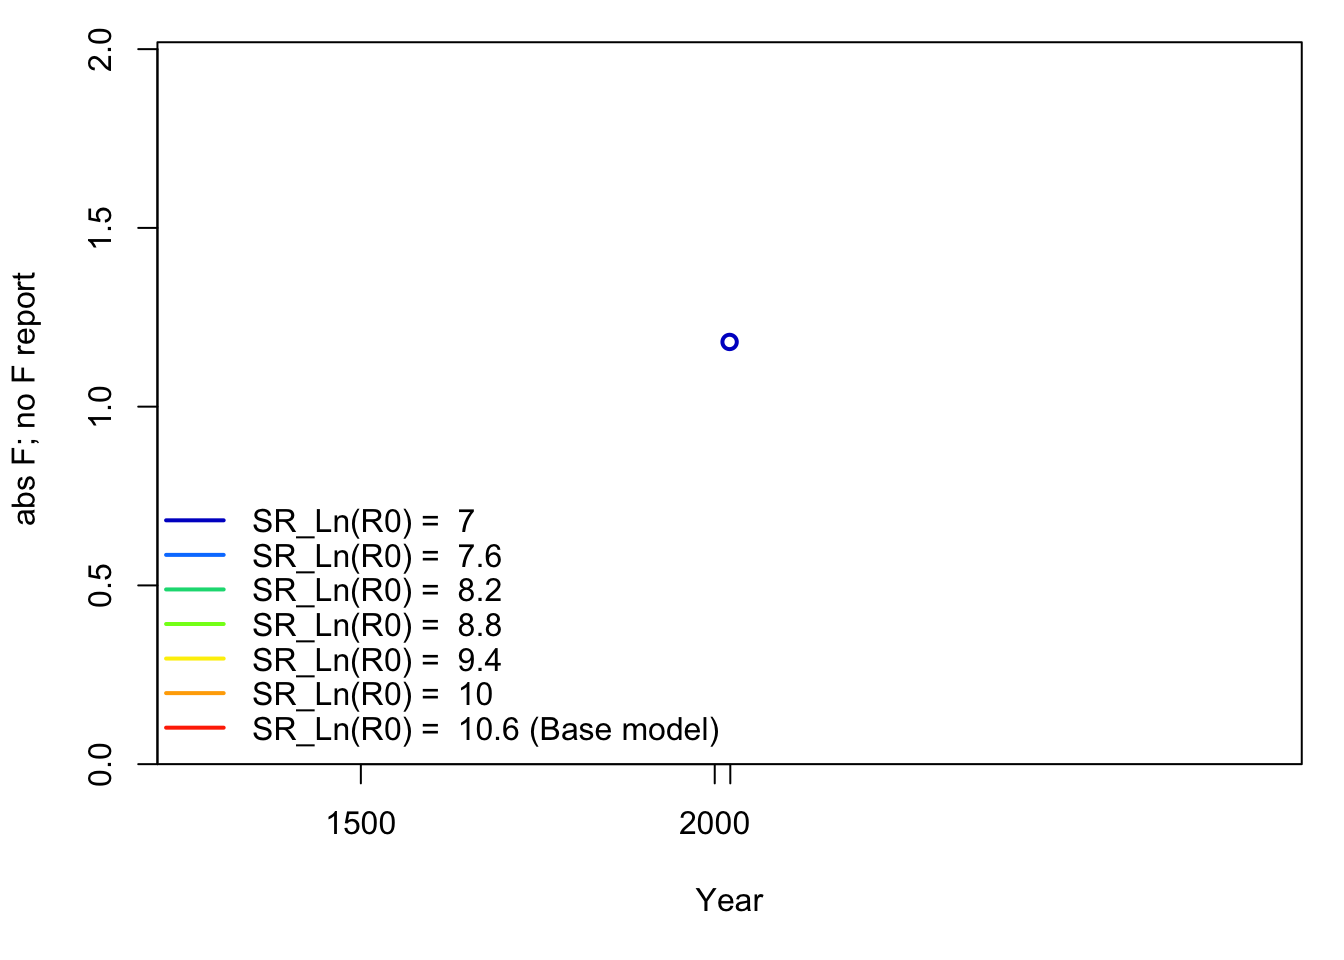 2.0
1.5
1.0
0.5
0.0
abs F; no F report
SR_Ln(R0) = 7
SR_Ln(R0) = 7.6
SR_Ln(R0) = 8.2
SR_Ln(R0) = 8.8
SR_Ln(R0) = 9.4
SR_Ln(R0) = 10
SR_Ln(R0) = 10.6 (Base model)
1500 2000
Year